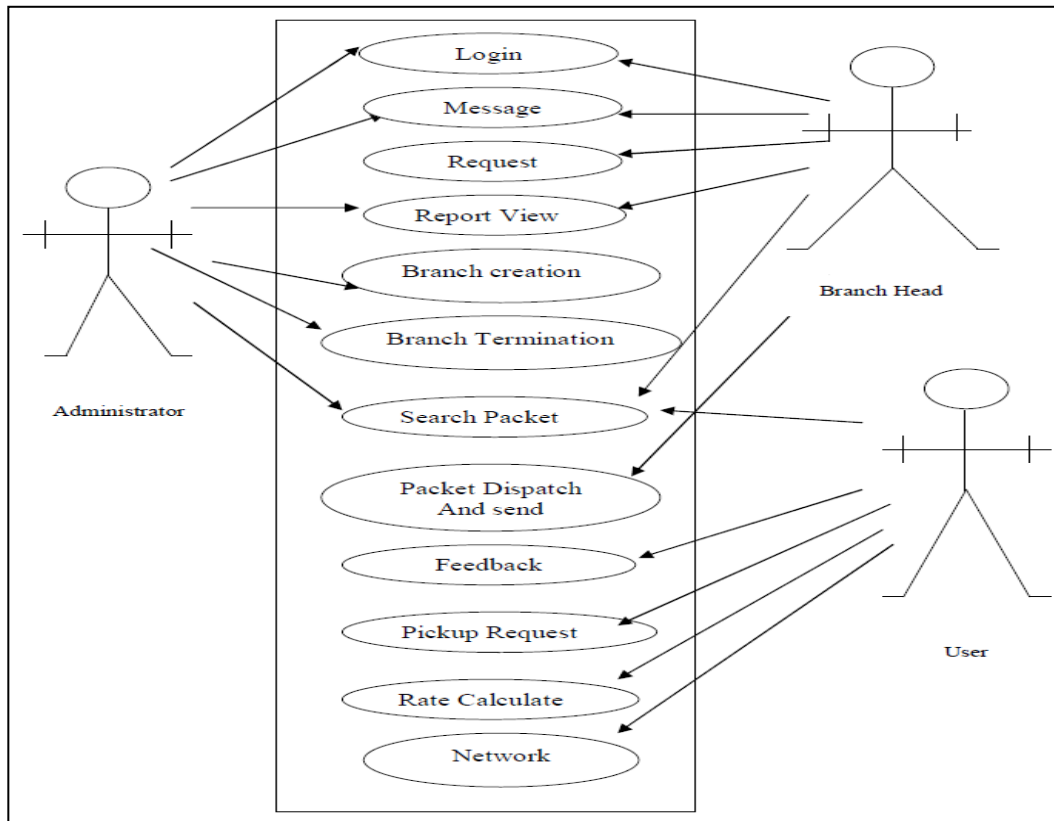 Login
Message
Request
Report View
Branch creation
Branch Termination
Search Packet
Packet Dispatch
And send
Feedback
Pickup Request
Rate Calculate
Network
Administrator
Branch Head
User